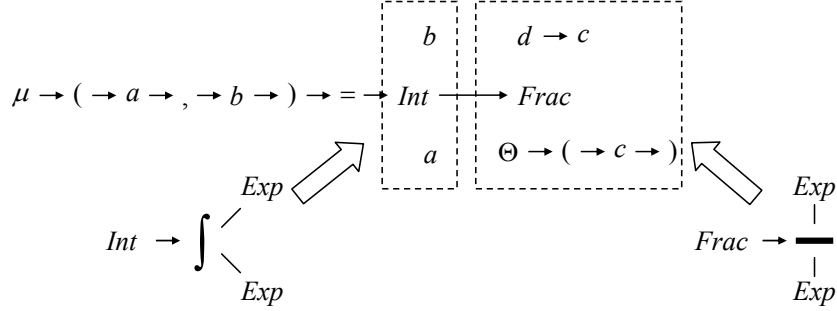 b d → c
μ → ( → a → , → b → ) → = → Int → Frac
a Θ → ( → c → )
Exp Exp
Int → ∫ Frac →
Exp Exp